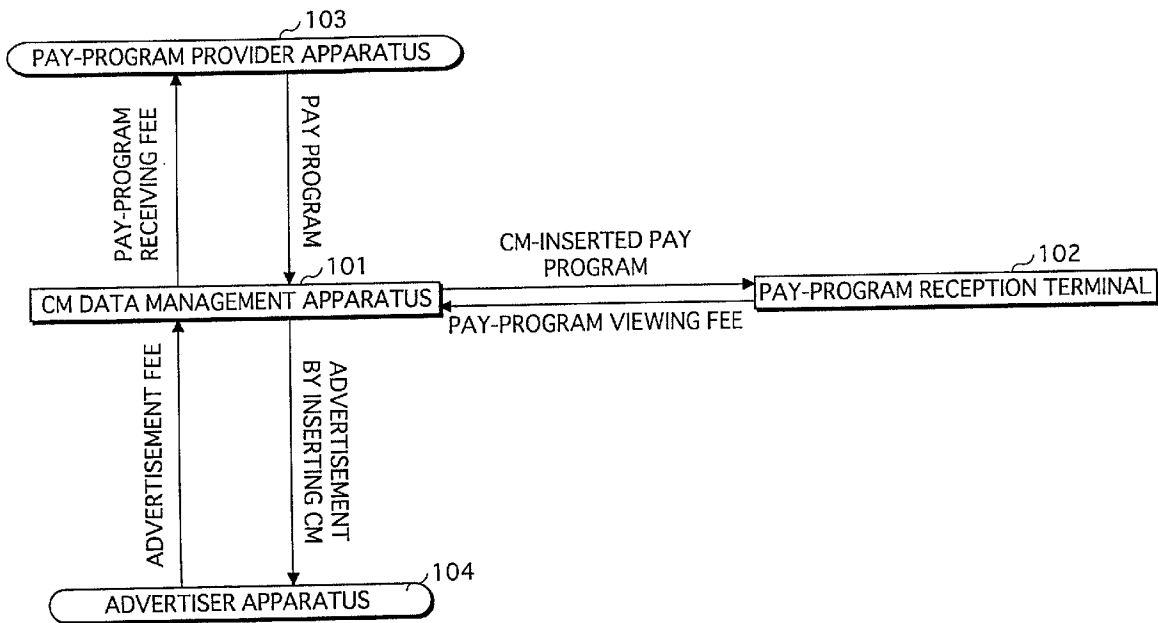 103
PAY-PROGRAM PROVIDER APPARATUS
PAY-PROGRAM
RECEIVING FEE
PAY PROGRAM
101
CM DATA MANAGEMENT APPARATUS
CM-INSERTED PAY
PROGRAM
102
PAY-PROGRAM RECEPTION TERMINAL
PAY-PROGRAM VIEWING FEE
ADVERTISEMENT FEE
ADVERTISEMENT
BY INSERTING CM
104
ADVERTISER APPARATUS